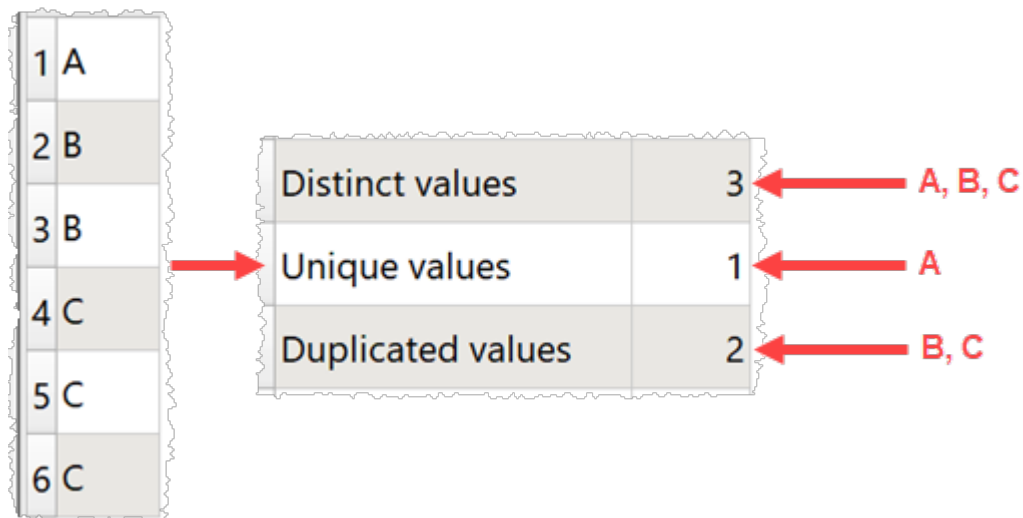 1 A
2 B
3 B
4 C
5 C
6 C
Distinct values 3 A, B, C
Unique values 1 A
Duplicated values 2 B, C